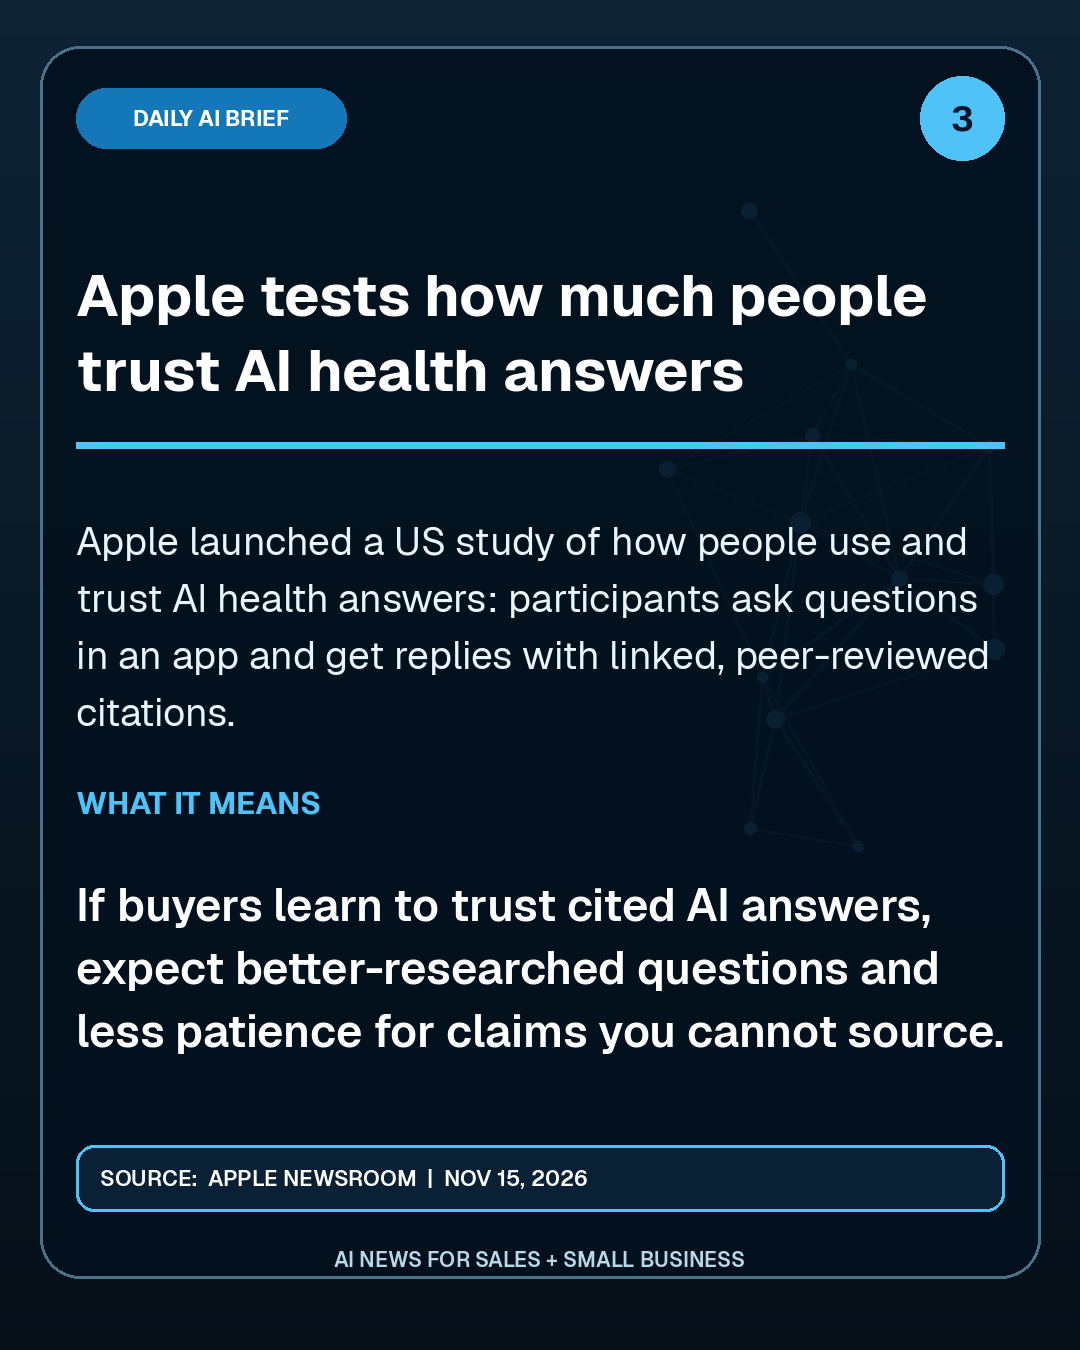 DAILY AI BRIEF
3
Apple tests how much people
trust AI health answers
Apple launched a US study of how people use and
trust AI health answers: participants ask questions
in an app and get replies with linked, peer-reviewed
citations.
WHAT IT MEANS
If buyers learn to trust cited AI answers,
expect better-researched questions and
less patience for claims you cannot source.
SOURCE: APPLE NEWSROOM | NOV 15, 2026
AI NEWS FOR SALES + SMALL BUSINESS